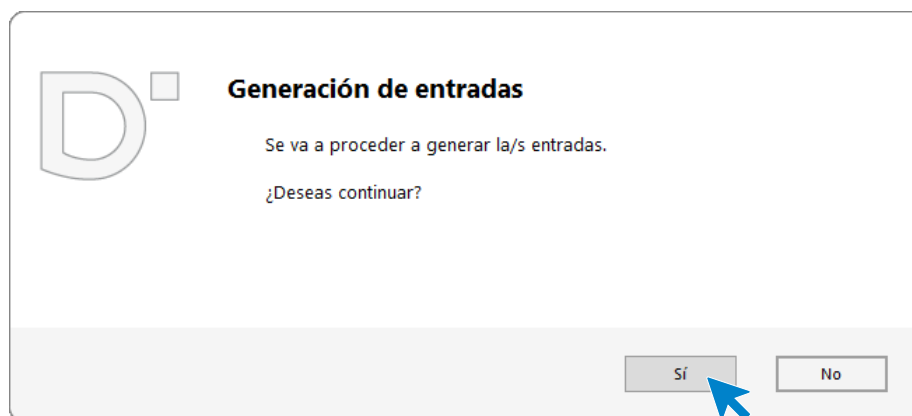 Generación de entradas
Se va a proceder a generar la/s entradas.
¿Deseas continuar?
Sí
No